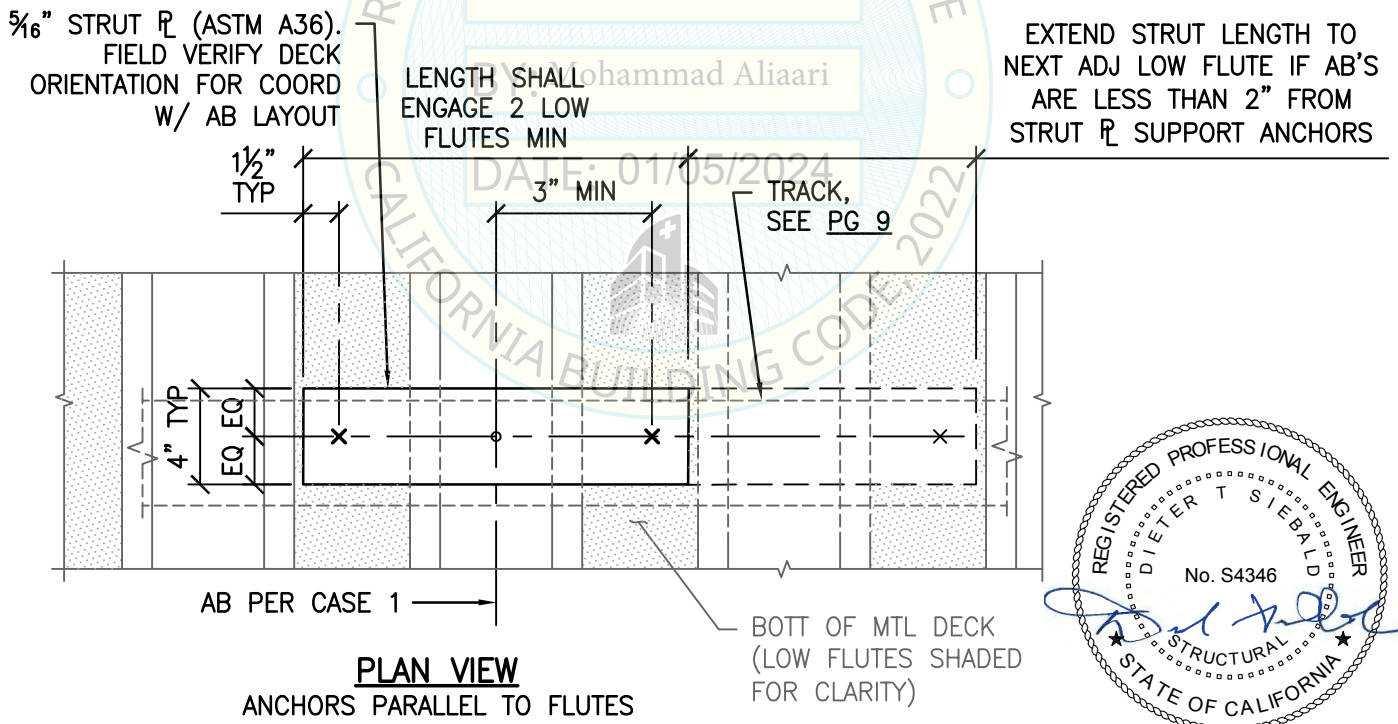 5/16" STRUT ℄ (ASTM A36).
FIELD VERIFY DECK
ORIENTATION FOR COORD
W/ AB LAYOUT
LENGTH SHALL
ENGAGE 2 LOW
FLUTES MIN
EXTEND STRUT LENGTH TO
NEXT ADJ LOW FLUTE IF AB'S
ARE LESS THAN 2" FROM
STRUT ℄ SUPPORT ANCHORS
BY: Mohammad Aliaari
DATE: 01/05/2024
CALIFORNIA BUILDING CODE, 2022
1½"
TYP
3" MIN
TRACK,
SEE PG 9
4" TYP
EQ EQ
AB PER CASE 1
BOTT OF MTL DECK
(LOW FLUTES SHADED
FOR CLARITY)
PLAN VIEW
ANCHORS PARALLEL TO FLUTES
REGISTERED PROFESSIONAL ENGINEER
DIETER T SIEBALD
No. S4346
STRUCTURAL
STATE OF CALIFORNIA